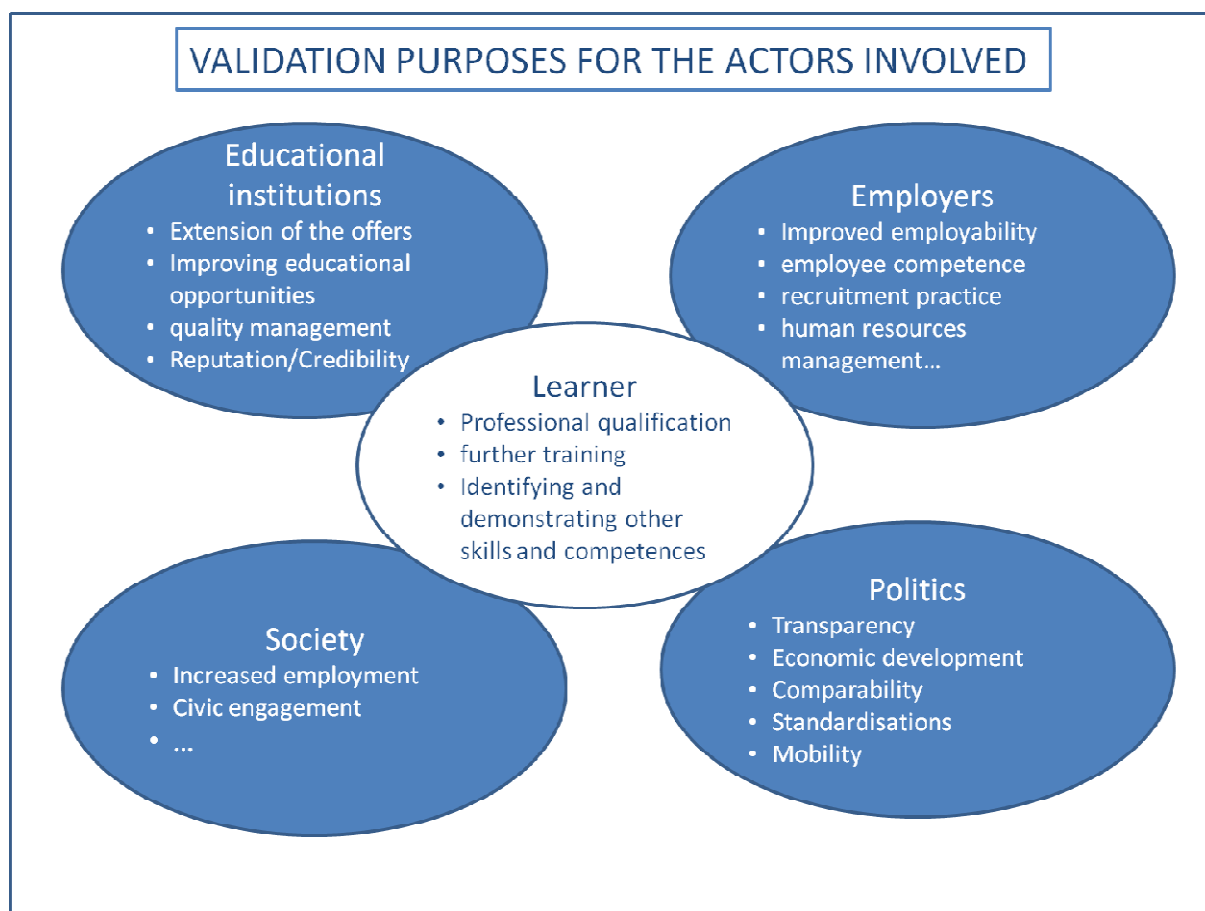 VALIDATION PURPOSES FOR THE ACTORS INVOLVED
Educational
institutions
• Extension of the offers
• Improving educational
opportunities
• quality management
• Reputation/Credibility
Employers
• Improved employability
• employee competence
• recruitment practice
• human resources
management...
Learner
• Professional qualification
• further training
• Identifying and
demonstrating other
skills and competences
Society
• Increased employment
• Civic engagement
• ...
Politics
• Transparency
• Economic development
• Comparability
• Standardisations
• Mobility